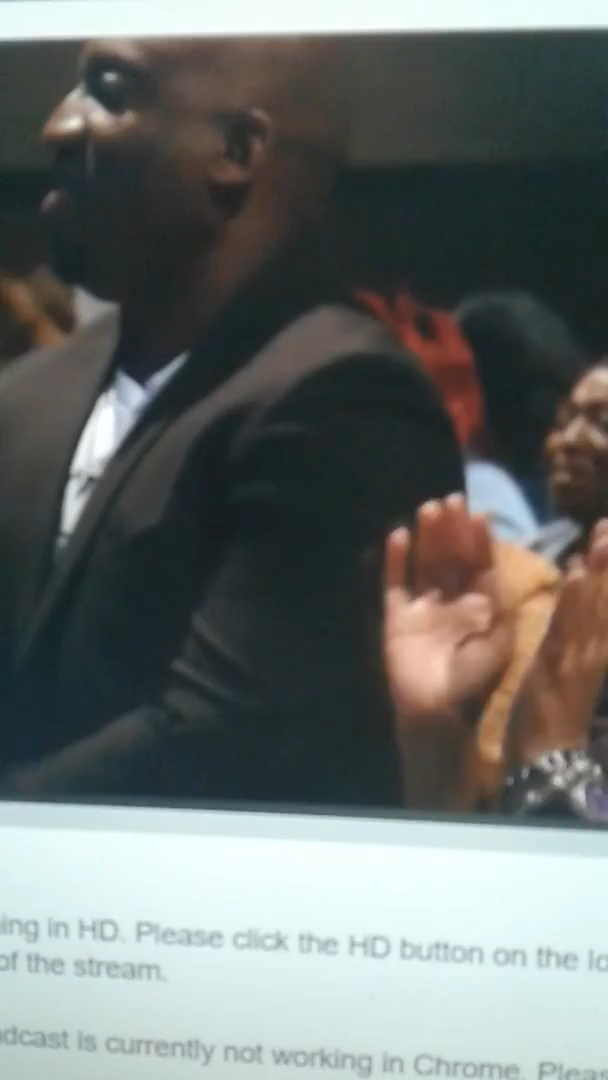 ing in HD. Please click the HD button on the lo
of the stream.
dcast is currently not working in Chrome. Pleas